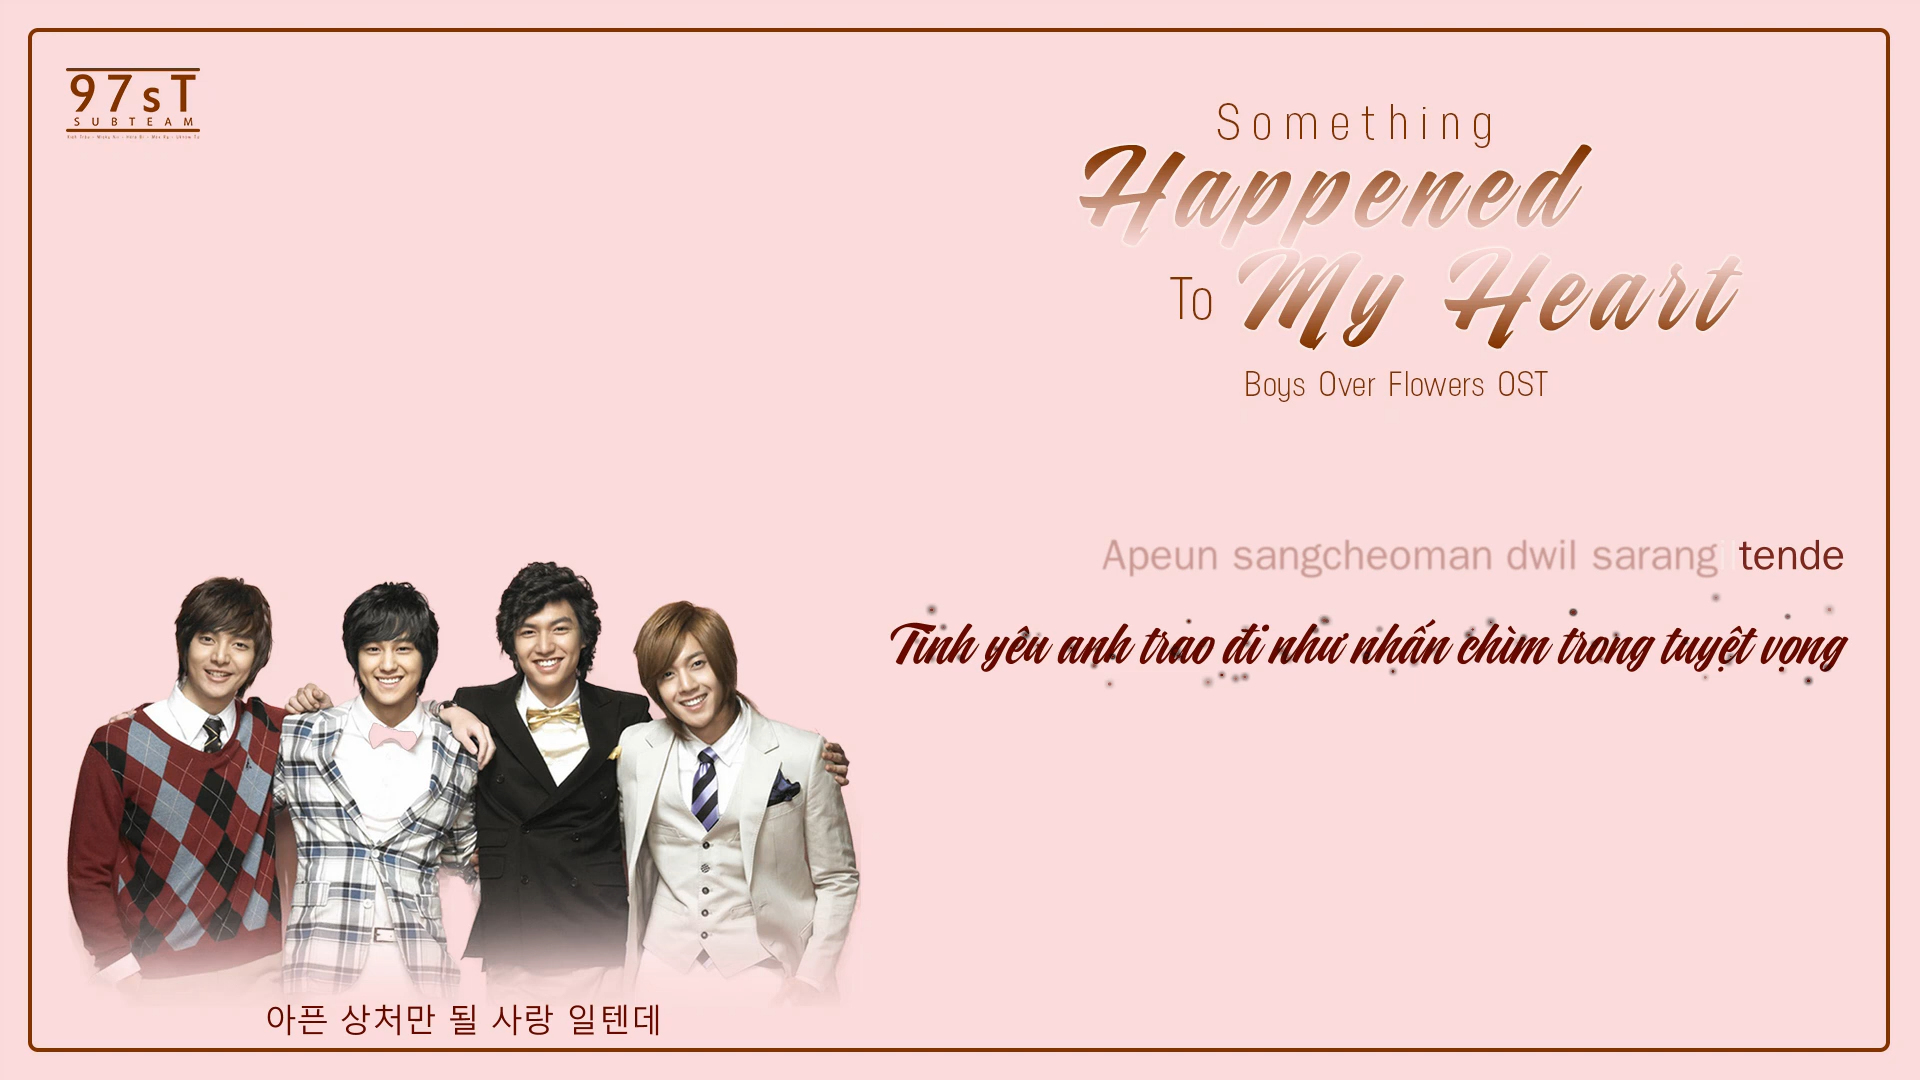 97sT
SUBTEAM
Something
Happened
To My Heart
Boys Over Flowers OST
Apeun sangcheoman dwil sarang iltende
Tình yêu anh trao đi như nhấn chìm trong tuyệt vọng
아픈 상처만 될 사랑 일텐데